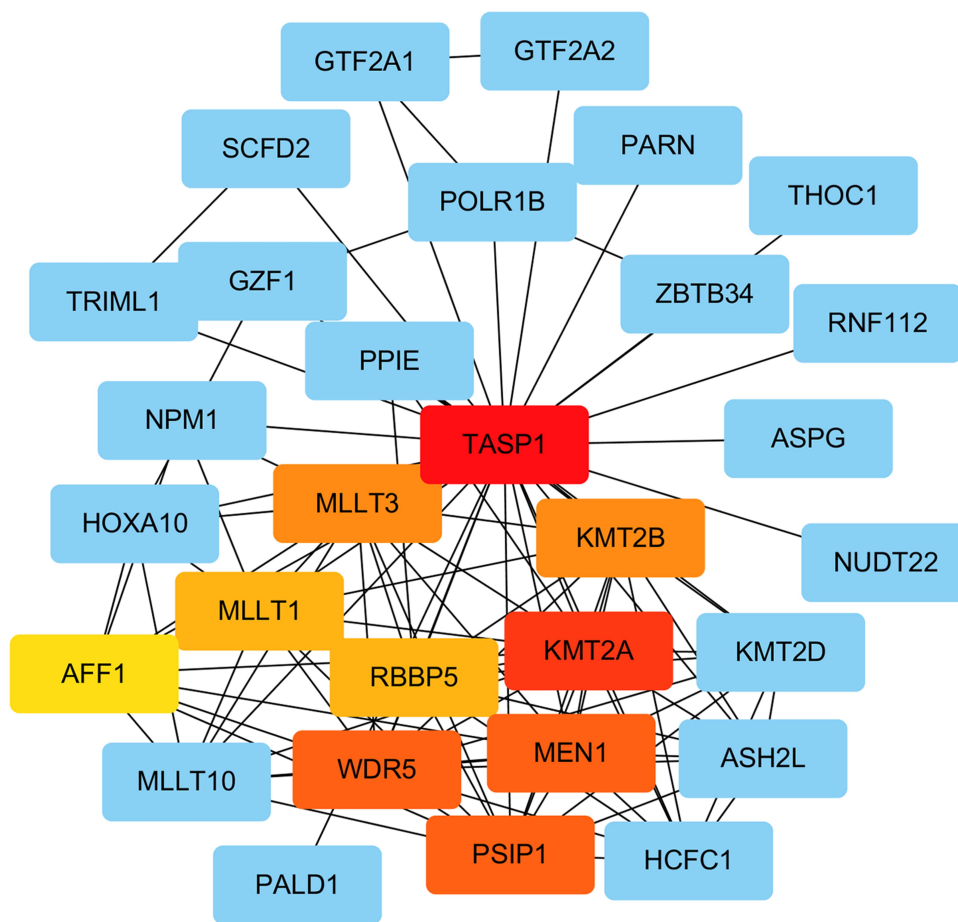 GTF2A1
GTF2A2
SCFD2
PARN
POLR1B
THOC1
GZF1
ZBTB34
TRIML1
RNF112
PPIE
NPM1
TASP1
ASPG
MLLT3
HOXA10
KMT2B
NUDT22
MLLT1
KMT2A
KMT2D
AFF1
RBBP5
WDR5
MEN1
ASH2L
MLLT10
PSIP1
HCFC1
PALD1